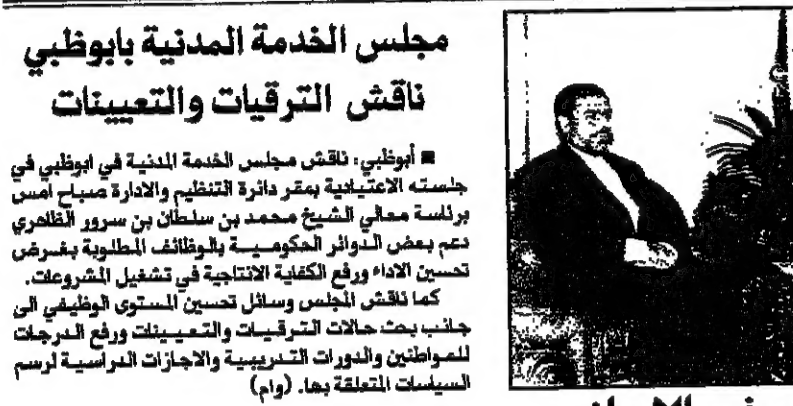 مجلس الخدمة المدنية بابوظبي
ناقش الترقيات والتعيينات
■ أبوظبي: ناقش مجلس الخدمة المدنية في ابوظبي في
جلسته الاعتيادية بمقر دائرة التنظيم والادارة صباح امس
برئاسة معالي الشيخ محمد بن سلطان بن سرور الظاهري
دعم بعض الدوائر الحكومية بالوظائف المطلوبة بغرض
تحسين الاداء ورفع الكفاية الانتاجية في تشغيل المشروعات.
كما ناقش المجلس وسائل تحسين المستوى الوظيفي الى
جانب بحث حالات الترقيات والتعيينات ورفع الدرجات
للمواطنين والدورات التدريبية والاجازات الدراسية لرسم
السياسات المتعلقة بها. (وام)